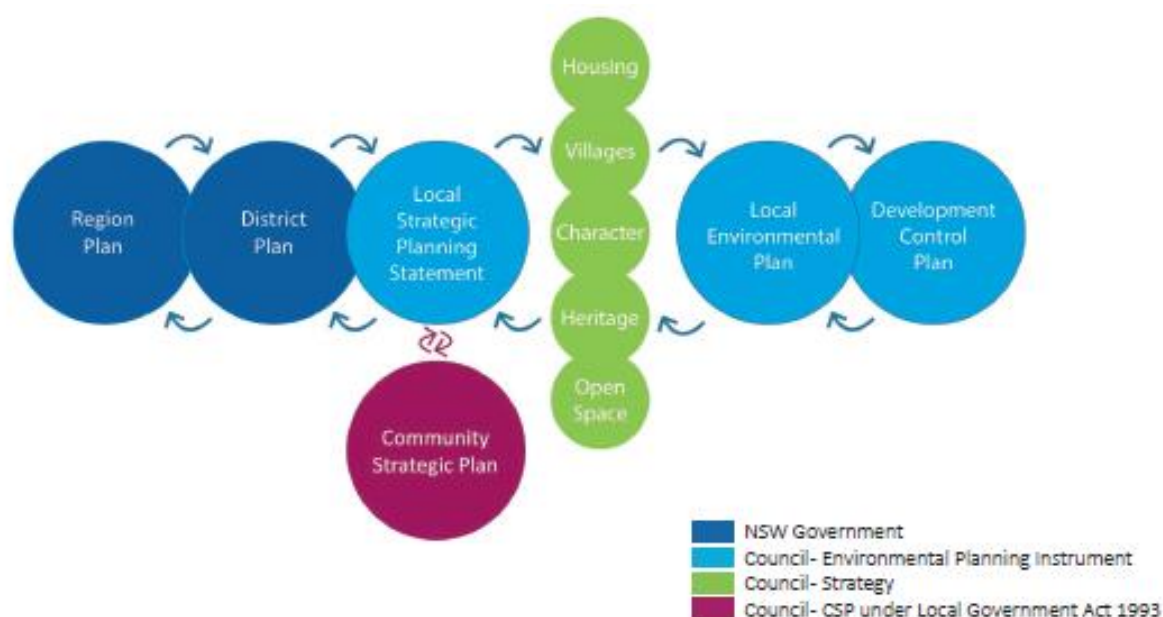 Housing
Villages
Region
Plan
District
Plan
Local
Strategic
Planning
Statement
Character
Local
Environmental
Plan
Development
Control
Plan
Heritage
Open
Space
Community
Strategic Plan
NSW Government
Council- Environmental Planning Instrument
Council- Strategy
Council- CSP under Local Government Act 1993